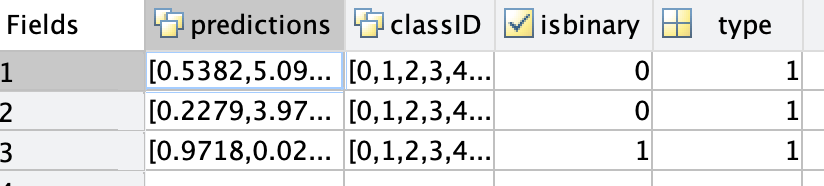 Fields predictions classID isbinary type
1 [0.5382,5.09... [0,1,2,3,4... 0 1
2 [0.2279,3.97... [0,1,2,3,4... 0 1
3 [0.9718,0.02... [0,1,2,3,4... 1 1